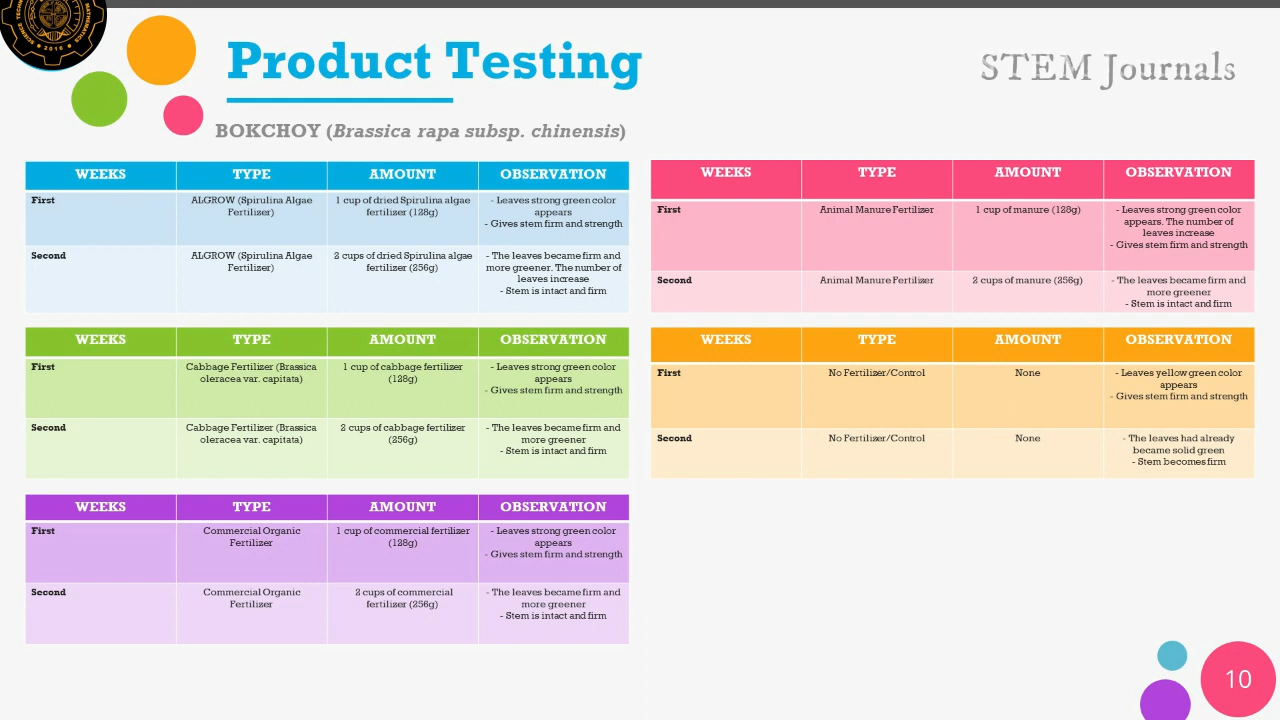 Product Testing
STEM Journals
BOKCHOY (Brassica rapa subsp. chinensis)
WEEKS TYPE AMOUNT OBSERVATION
First
ALGROW (Spirulina Algae
Fertilizer)
1 cup of dried Spirulina algae
fertilizer (128g)
- Leaves strong green color
appears
- Gives stem firm and strength
Second
ALGROW (Spirulina Algae
Fertilizer)
2 cups of dried Spirulina algae
fertilizer (256g)
- The leaves became firm and
more greener. The number of
leaves increase
- Stem is intact and firm
WEEKS TYPE AMOUNT OBSERVATION
First
Animal Manure Fertilizer
1 cup of manure (128g)
- Leaves strong green color
appears. The number of
leaves increase
- Gives stem firm and strength
Second
Animal Manure Fertilizer
2 cups of manure (256g)
- The leaves became firm and
more greener
- Stem is intact and firm
WEEKS TYPE AMOUNT OBSERVATION
First
Cabbage Fertilizer (Brassica
oleracea var. capitata)
1 cup of cabbage fertilizer
(128g)
- Leaves strong green color
appears
- Gives stem firm and strength
Second
Cabbage Fertilizer (Brassica
oleracea var. capitata)
2 cups of cabbage fertilizer
(256g)
- The leaves became firm and
more greener
- Stem is intact and firm
WEEKS TYPE AMOUNT OBSERVATION
First
No Fertilizer/Control
None
- Leaves yellow green color
appears
- Gives stem firm and strength
Second
No Fertilizer/Control
None
- The leaves had already
became solid green
- Stem becomes firm
WEEKS TYPE AMOUNT OBSERVATION
First
Commercial Organic
Fertilizer
1 cup of commercial fertilizer
(128g)
- Leaves strong green color
appears
- Gives stem firm and strength
Second
Commercial Organic
Fertilizer
2 cups of commercial
fertilizer (256g)
- The leaves became firm and
more greener
- Stem is intact and firm
10